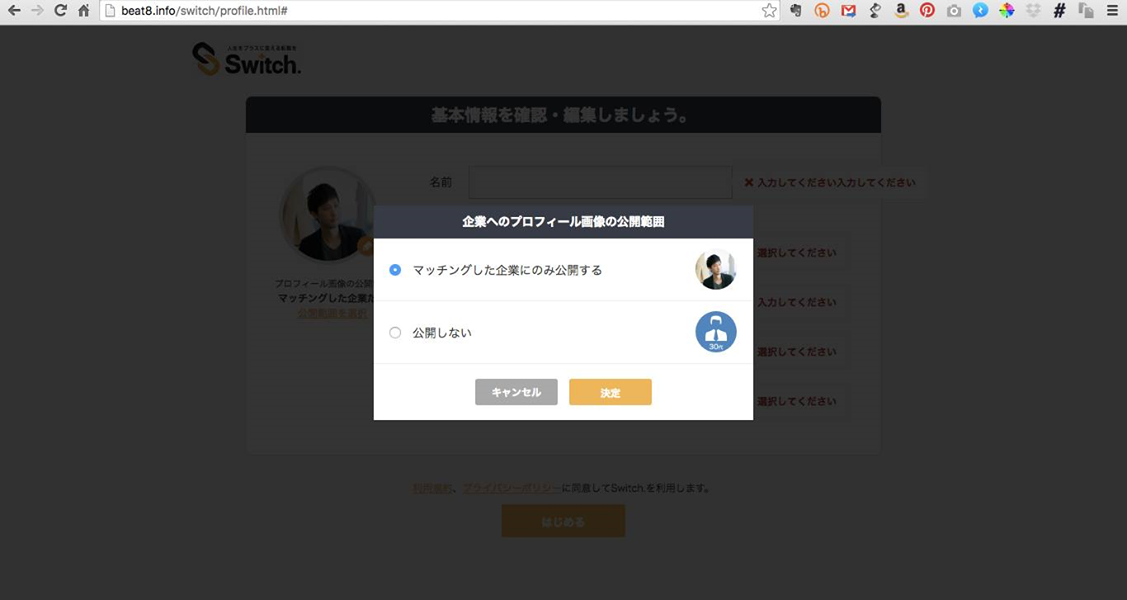 beat8.info/switch/profile.html#
人生をプラスに変える転職を
Switch.
基本情報を確認・編集しましょう。
名前
✖ 入力してください入力してください
企業へのプロフィール画像の公開範囲
マッチングした企業にのみ公開する
選択してください
プロフィール画像の公開
マッチングした企業だ
公開範囲を選択
入力してください
公開しない
選択してください
キャンセル
決定
選択してください
利用規約、プライバシーポリシーに同意してSwitch.を利用します。
はじめる